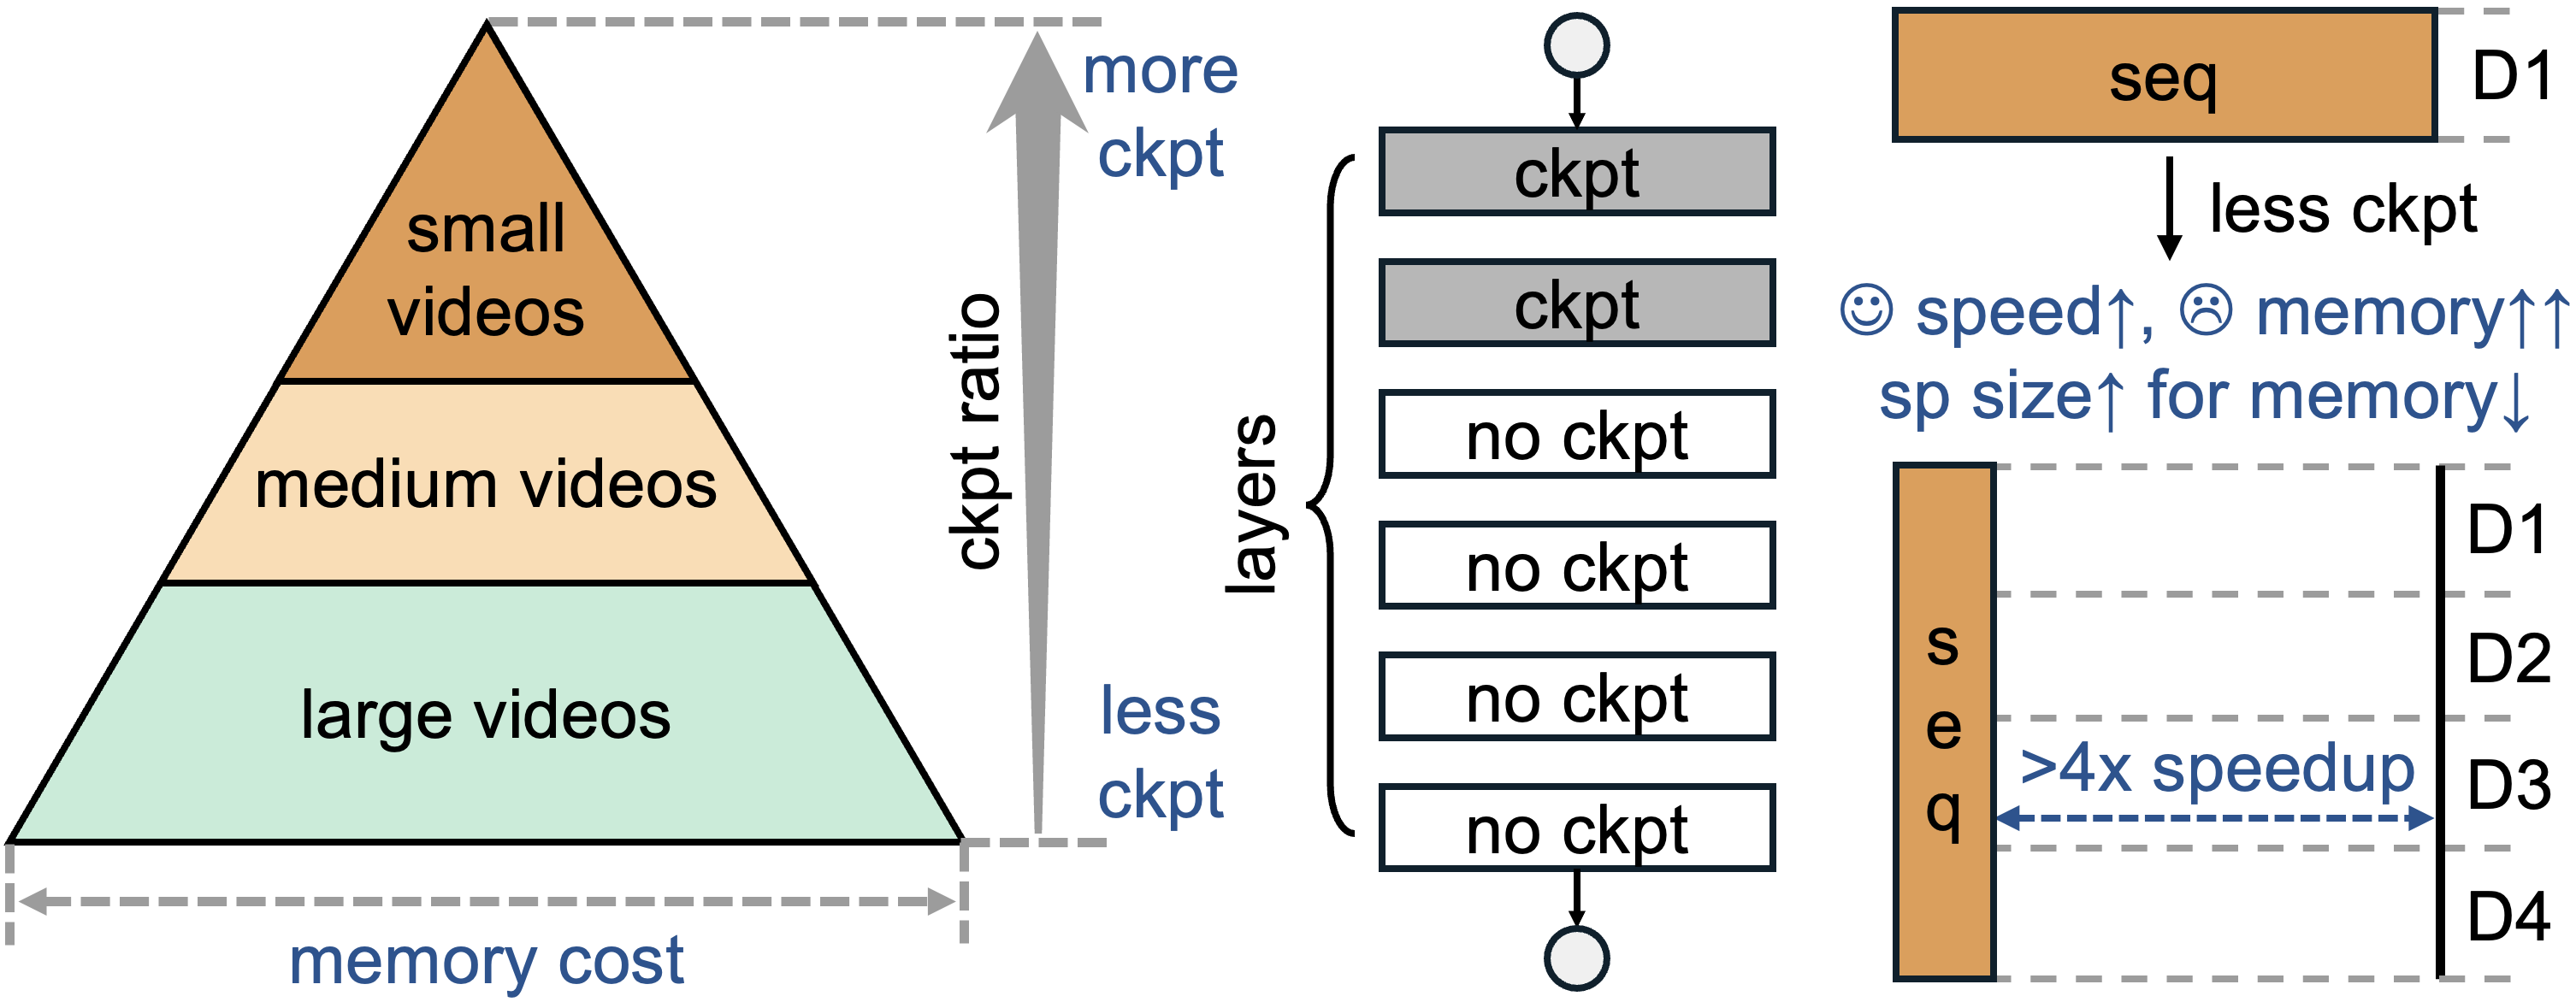 small
videos
medium videos
large videos
memory cost
ckpt ratio
more
ckpt
less
ckpt
layers
ckpt
ckpt
no ckpt
no ckpt
no ckpt
no ckpt
seq
D1
less ckpt
☺ speed↑, ☹ memory↑↑
sp size↑ for memory↓
seq
>4x speedup
D1
D2
D3
D4